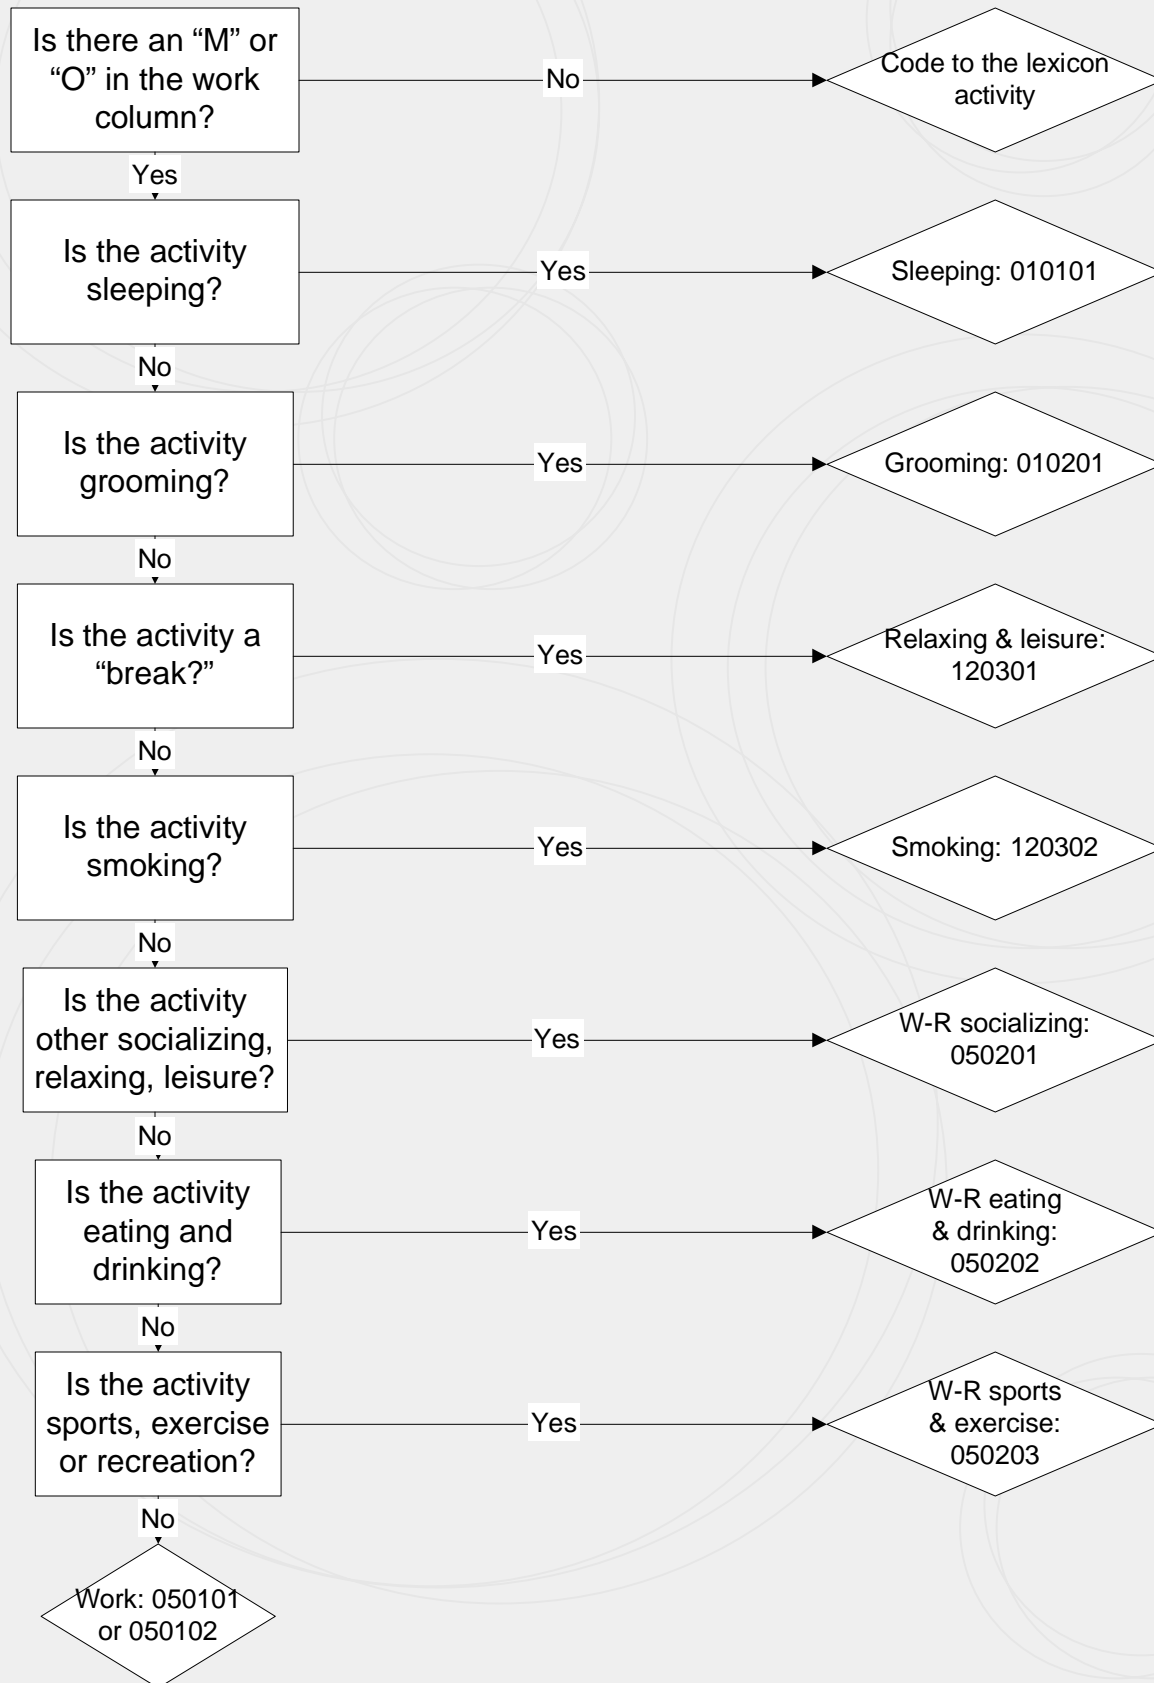 Is there an “M” or
“O” in the work
column?
No
Code to the lexicon
activity
Yes
Is the activity
sleeping?
Yes
Sleeping: 010101
No
Is the activity
grooming?
Yes
Grooming: 010201
No
Is the activity a
“break?”
Yes
Relaxing & leisure:
120301
No
Is the activity
smoking?
Yes
Smoking: 120302
No
Is the activity
other socializing,
relaxing, leisure?
Yes
W-R socializing:
050201
No
Is the activity
eating and
drinking?
Yes
W-R eating
& drinking:
050202
No
Is the activity
sports, exercise
or recreation?
Yes
W-R sports
& exercise:
050203
No
Work: 050101
or 050102